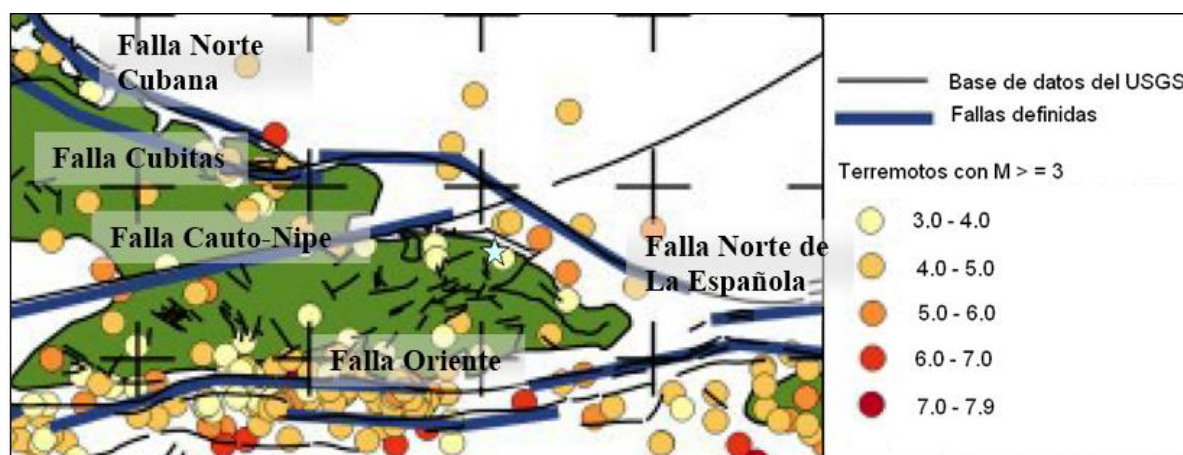 Falla Norte
Cubana
Falla Cubitas
Falla Cauto-Nipe
Falla Norte de
La Española
Falla Oriente
Base de datos del USGS
Fallas definidas
Terremotos con M > = 3
3.0 - 4.0
4.0 - 5.0
5.0 - 6.0
6.0 - 7.0
7.0 - 7.9